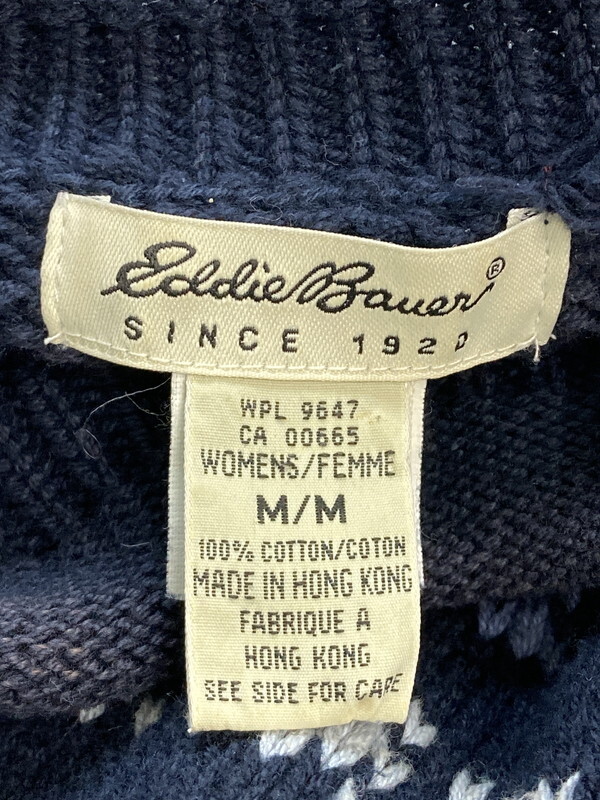 Eddie Bauer®
SINCE 1920
WPL 9647
CA 00665
WOMENS/FEMME
M/M
100% COTTON/COTON
MADE IN HONG KONG
FABRIQUE A
HONG KONG
SEE SIDE FOR CARE